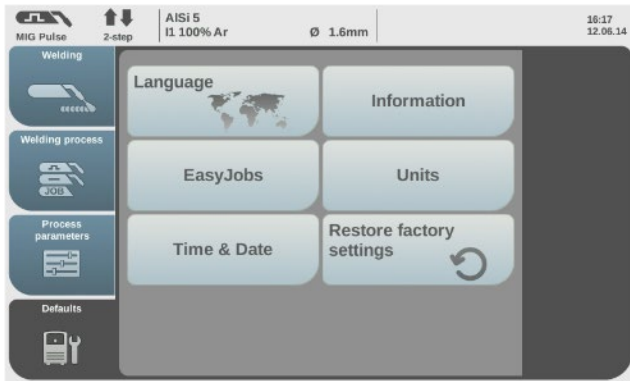 MIG Pulse
2-step
AlSi 5
I1 100% Ar
Ø 1.6mm
16:17
12.06.14
Welding
Welding process
JOB
Process
parameters
Defaults
Language
Information
EasyJobs
Units
Time & Date
Restore factory
settings